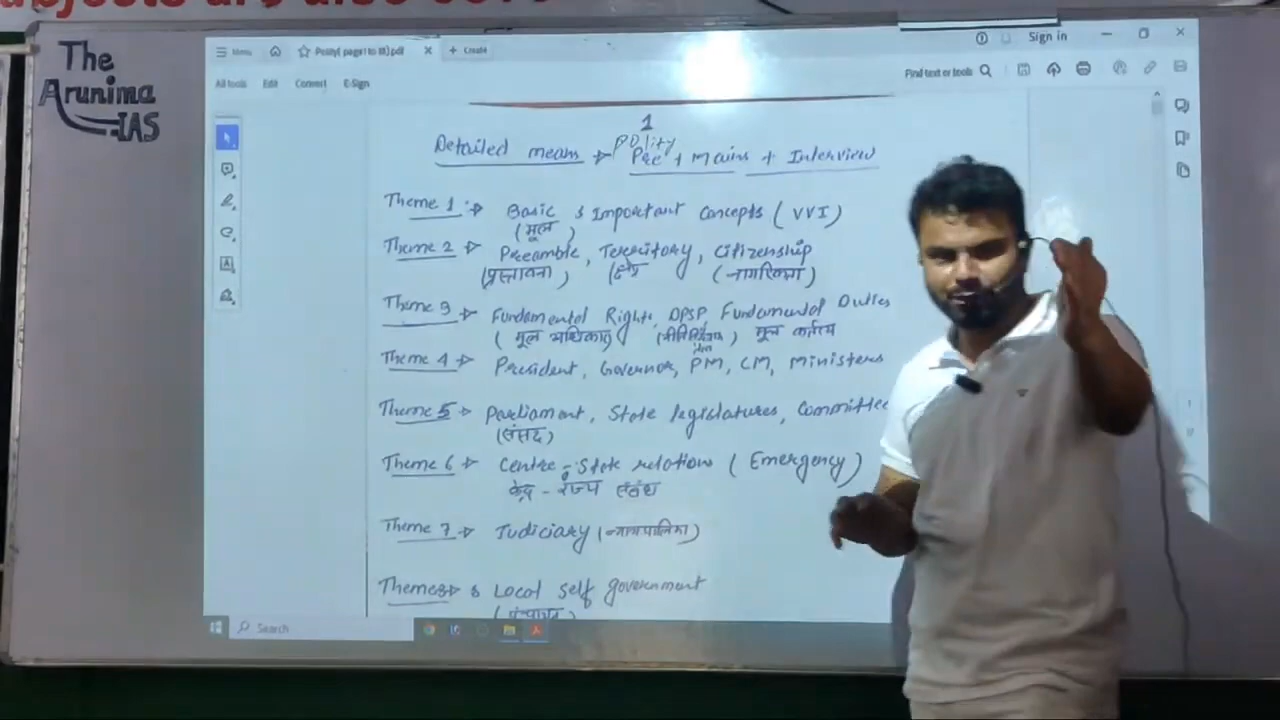 The
Arunima
IAS
Menu
Polity( page1 to 18).pdf
+ Create
Sign in
All tools Edit Convert E-Sign
Find text or tools
1
Polity
Detailed means → Pre + Mains + Interview
Theme 1 :→ Basic & Important Concepts ( VVI )
(मूल )
Theme 2 → Preamble, Territory, Citizenship
(प्रस्तावना ) (क्षेत्र (नागरिकता )
Theme 3 → Fundamental Rights, DPSP, Fundamental Duties
( मूल अधिकार) मूल कर्तव्य
Theme 4 → President, Governor, PM, CM, Ministers
Theme 5 → Parliament, State legislatures, Committee
(संसद )
Theme 6 → Centre-State relations ( Emergency )
केंद्र - राज्य संबंध
Theme 7 → Judiciary (न्यायपालिका)
Theme 8 → Local self government
(पंचायत )
Search